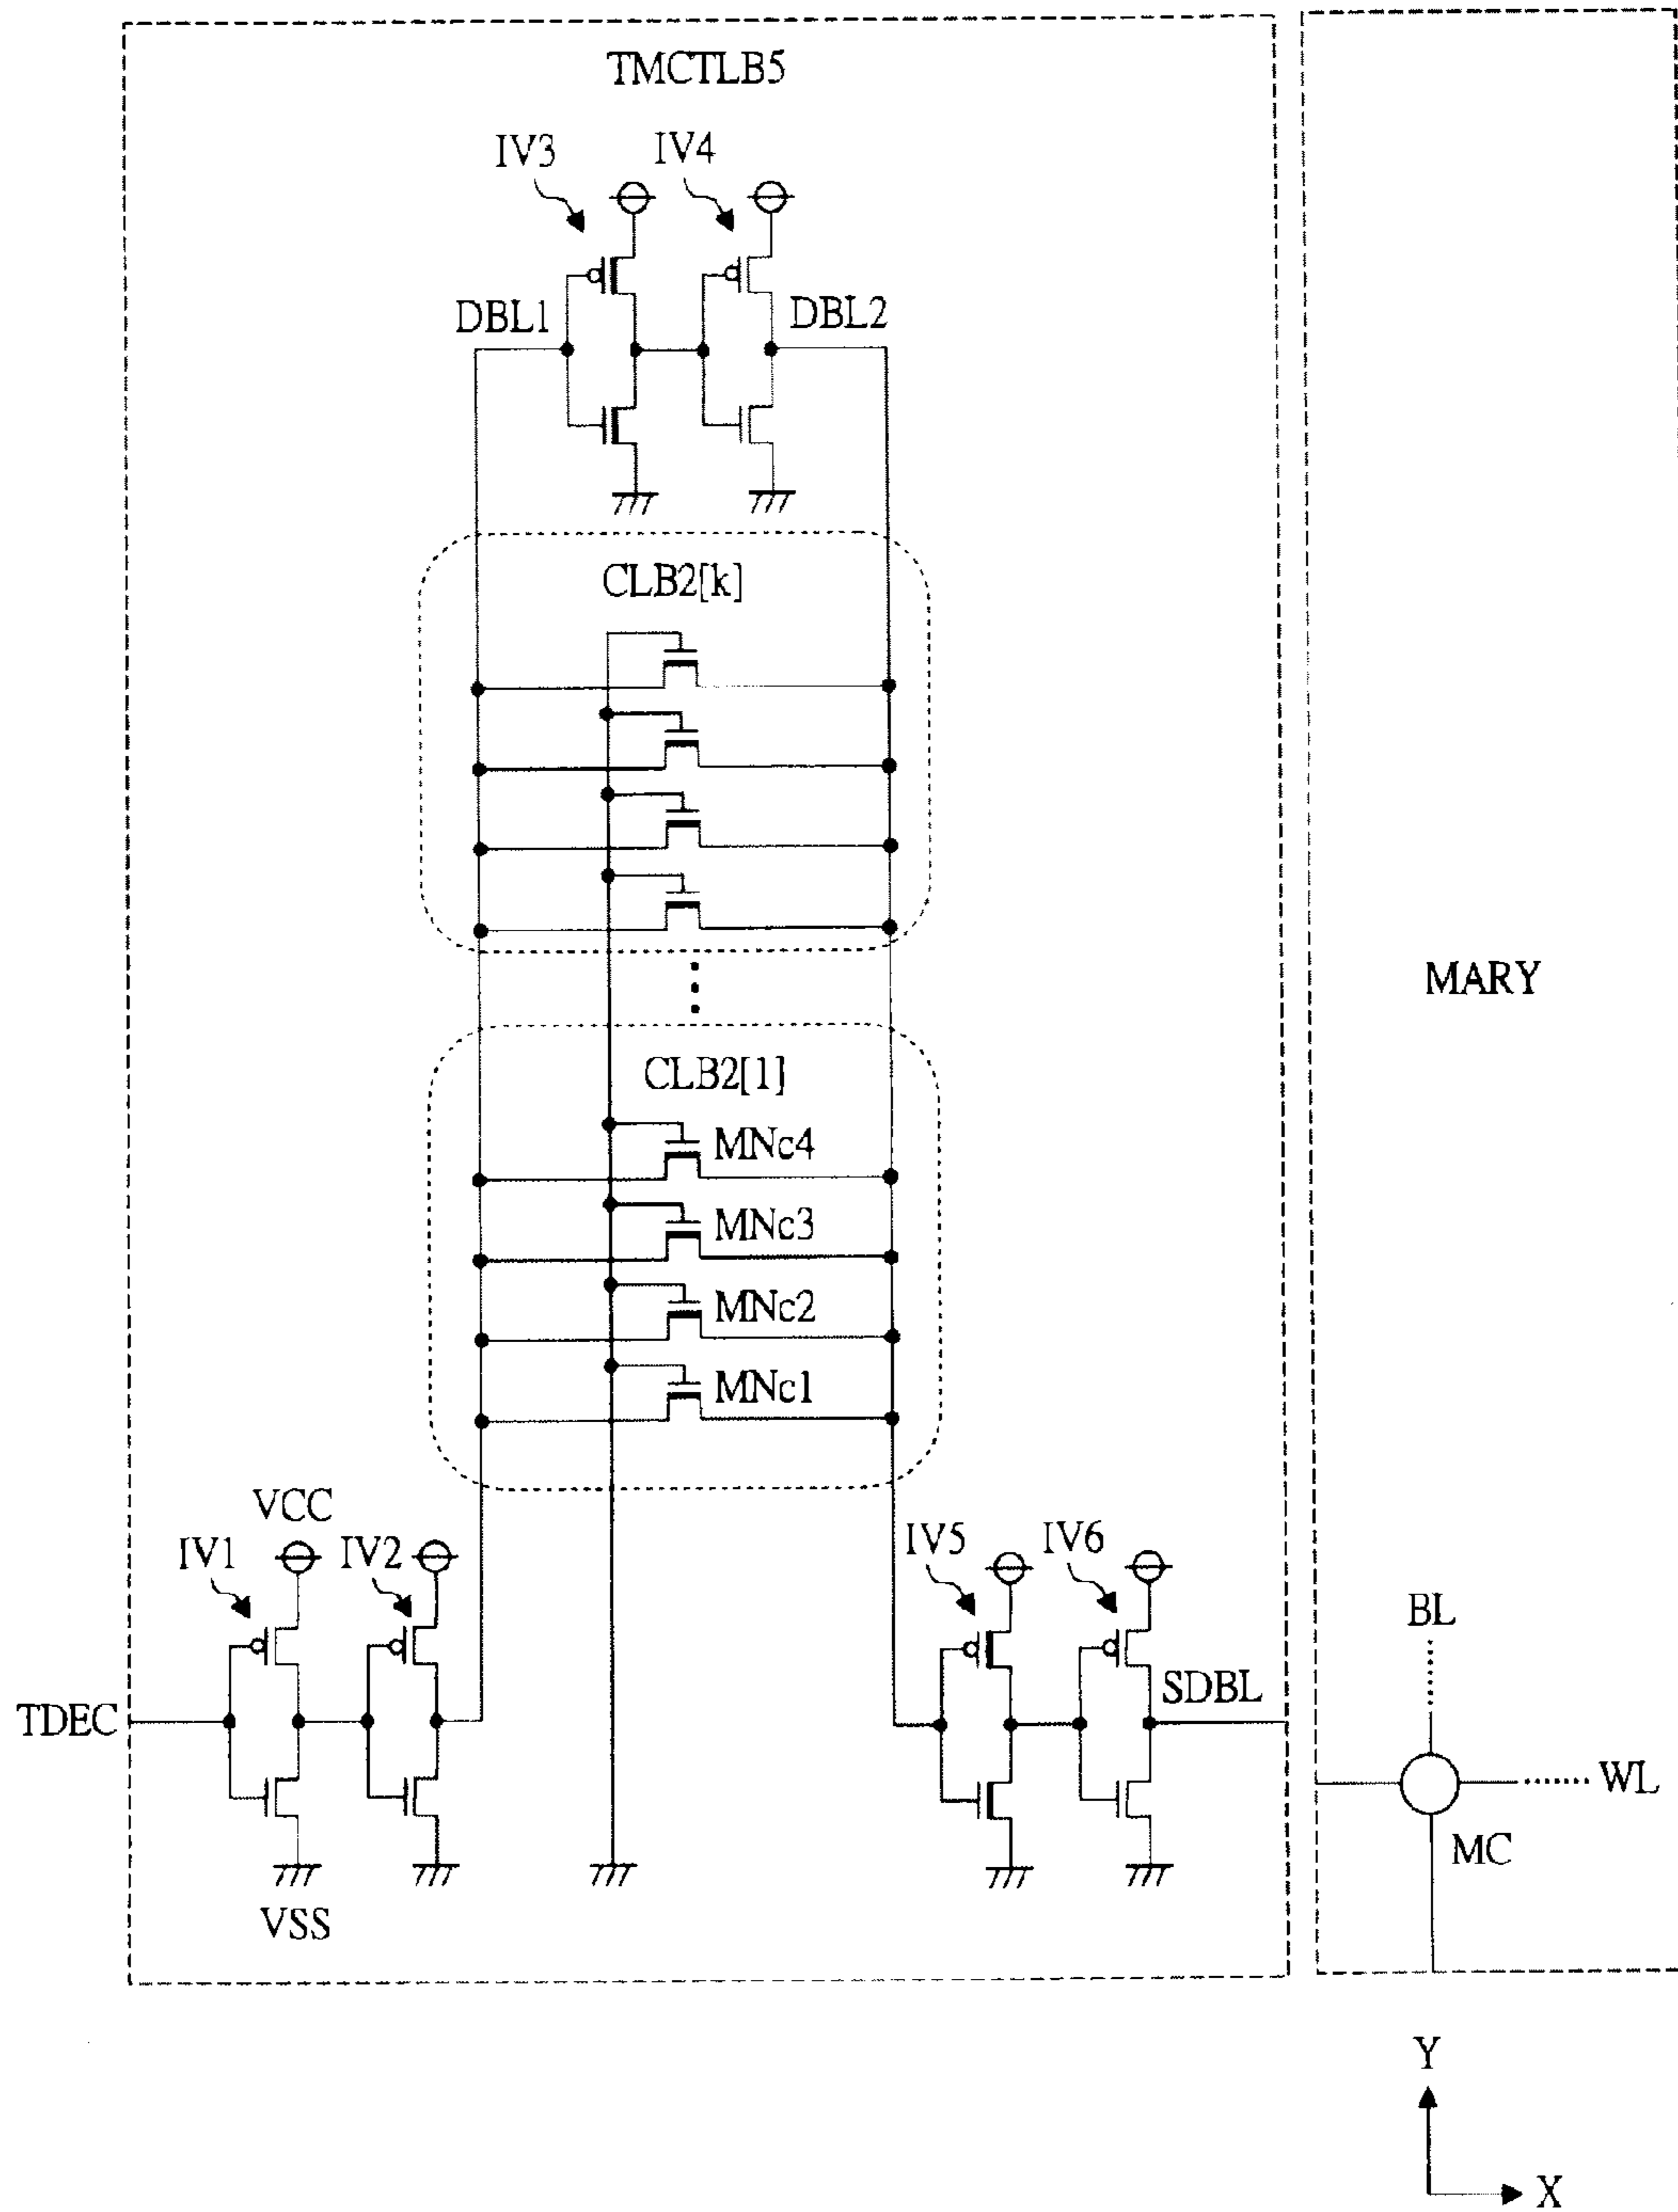 TMCTLB5
IV3
IV4
DBL1
DBL2
CLB2[k]
MARY
CLB2[1]
MNc4
MNc3
MNc2
MNc1
VCC
IV1
IV2
IV5
IV6
BL
SDBL
TDEC
WL
MC
VSS
Y
X